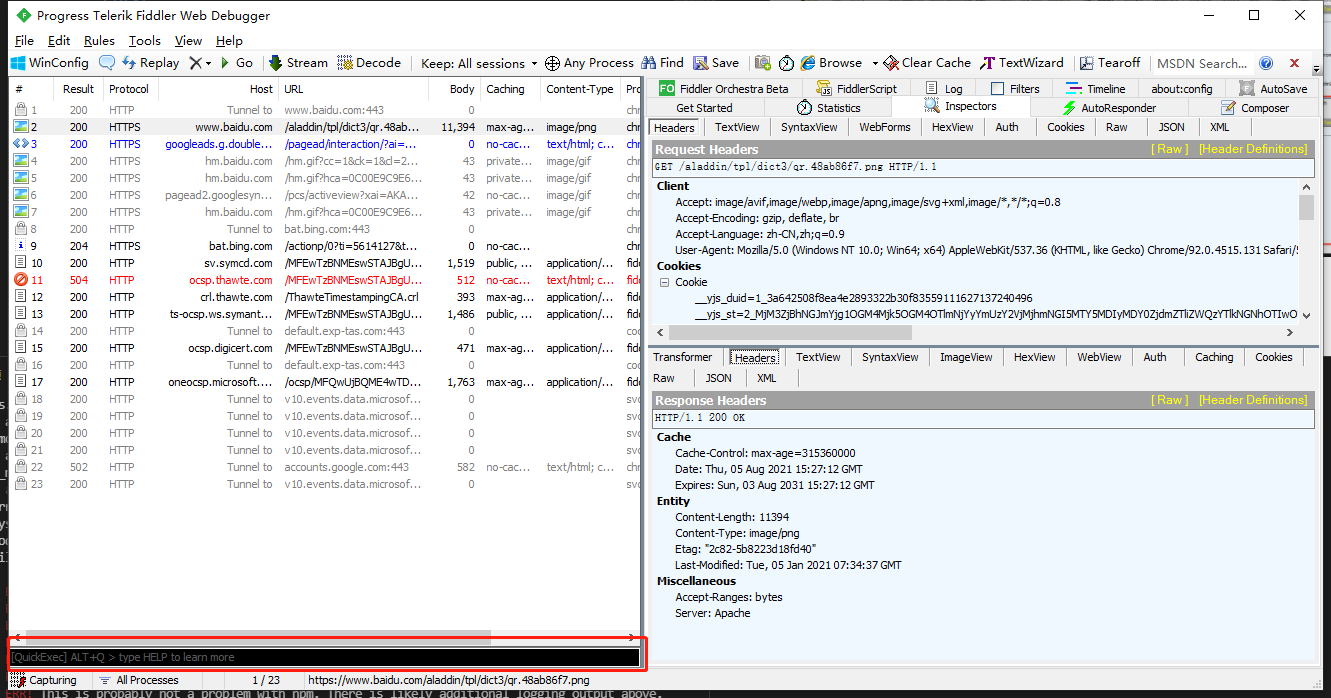 Progress Telerik Fiddler Web Debugger
File Edit Rules Tools View Help
WinConfig Replay Go Stream Decode Keep: All sessions Any Process Find Save Browse Clear Cache TextWizard Tearoff MSDN Search...
# Result Protocol Host URL Body Caching Content-Type Pro
1 200 HTTP Tunnel to www.baidu.com:443 0 chr
2 200 HTTPS www.baidu.com /aladdin/tpl/dict3/qr.48ab... 11,394 max-ag... image/png chr
3 200 HTTPS googleads.g.double... /pagead/interaction/?ai=... 0 no-cac... text/html; c... chr
4 200 HTTPS hm.baidu.com /hm.gif?cc=1&ck=1&cl=2... 43 private... image/gif chr
5 200 HTTPS hm.baidu.com /hm.gif?hca=0C00E9C9E6... 43 private... image/gif chr
6 200 HTTPS pagead2.googlesyn... /pcs/activeview?xai=AKA... 42 no-cac... image/gif chr
7 200 HTTPS hm.baidu.com /hm.gif?hca=0C00E9C9E6... 43 private... image/gif chr
8 200 HTTP Tunnel to bat.bing.com:443 0 chr
9 204 HTTPS bat.bing.com /actionp/0?ti=5614127&t... 0 no-cac... chr
10 200 HTTP sv.symcd.com /MFEwTzBNMEswSTAJBgU... 1,519 public, ... application/... fidd
11 504 HTTP ocsp.thawte.com /MFEwTzBNMEswSTAJBgU... 512 no-cac... text/html; c... fidd
12 200 HTTP crl.thawte.com /ThawteTimestampingCA.crl 393 max-ag... application/... fidd
13 200 HTTP ts-ocsp.ws.symant... /MFEwTzBNMEswSTAJBgU... 1,486 public, ... application/... fidd
14 200 HTTP Tunnel to default.exp-tas.com:443 0 cod
15 200 HTTP ocsp.digicert.com /MFEwTzBNMEswSTAJBgU... 471 max-ag... application/... fidd
16 200 HTTP Tunnel to default.exp-tas.com:443 0 cod
17 200 HTTP oneocsp.microsoft.... /ocsp/MFQwUjBQME4wTD... 1,763 max-ag... application/... fidd
18 200 HTTP Tunnel to v10.events.data.microsof... 0 svc
19 200 HTTP Tunnel to v10.events.data.microsof... 0 svc
20 200 HTTP Tunnel to v10.events.data.microsof... 0 svc
21 200 HTTP Tunnel to v10.events.data.microsof... 0 svc
22 502 HTTP Tunnel to accounts.google.com:443 582 no-cac... text/html; c... chr
23 200 HTTP Tunnel to v10.events.data.microsof... 0 svc
Fiddler Orchestra Beta FiddlerScript Log Filters Timeline about:config AutoSave
Get Started Statistics Inspectors AutoResponder Composer
Headers TextView SyntaxView WebForms HexView Auth Cookies Raw JSON XML
Request Headers [ Raw ] [Header Definitions]
GET /aladdin/tpl/dict3/qr.48ab86f7.png HTTP/1.1
Client
Accept: image/avif,image/webp,image/apng,image/svg+xml,image/*,*/*;q=0.8
Accept-Encoding: gzip, deflate, br
Accept-Language: zh-CN,zh;q=0.9
User-Agent: Mozilla/5.0 (Windows NT 10.0; Win64; x64) AppleWebKit/537.36 (KHTML, like Gecko) Chrome/92.0.4515.131 Safari/5
Cookies
Cookie
__yjs_duid=1_3a642508f8ea4e2893322b30f83559111627137240496
__yjs_st=2_MjM3ZjBhNGJmYjg1OGM4Mjk5OGM4OTlmNjYyYmUzY2VjMjhmNGI5MTY5MDIyMDY0ZjdmZTliZWQzYTlkNGNhOTIwO
Transformer Headers TextView SyntaxView ImageView HexView WebView Auth Caching Cookies
Raw JSON XML
Response Headers [ Raw ] [Header Definitions]
HTTP/1.1 200 OK
Cache
Cache-Control: max-age=315360000
Date: Thu, 05 Aug 2021 15:27:12 GMT
Expires: Sun, 03 Aug 2031 15:27:12 GMT
Entity
Content-Length: 11394
Content-Type: image/png
Etag: "2c82-5b8223d18fd40"
Last-Modified: Tue, 05 Jan 2021 07:34:37 GMT
Miscellaneous
Accept-Ranges: bytes
Server: Apache
[QuickExec] ALT+Q > type HELP to learn more
Capturing All Processes 1 / 23 https://www.baidu.com/aladdin/tpl/dict3/qr.48ab86f7.png
ERR! This is probably not a problem with npm. There is likely additional logging output above.